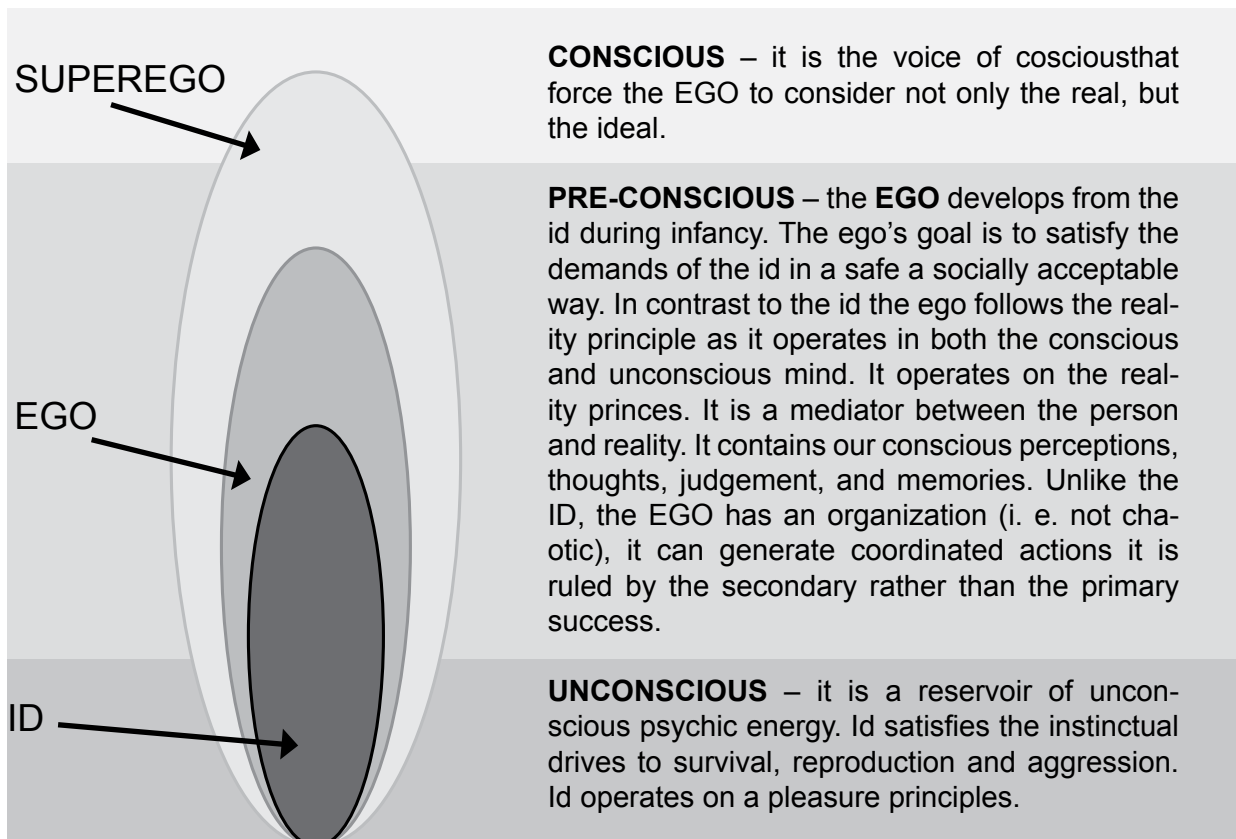 SUPEREGO
CONSCIOUS – it is the voice of cosciousthat
force the EGO to consider not only the real, but
the ideal.
PRE-CONSCIOUS – the EGO develops from the
id during infancy. The ego’s goal is to satisfy the
demands of the id in a safe a socially acceptable
way. In contrast to the id the ego follows the real-
ity principle as it operates in both the conscious
and unconscious mind. It operates on the real-
ity princes. It is a mediator between the person
and reality. It contains our conscious perceptions,
thoughts, judgement, and memories. Unlike the
ID, the EGO has an organization (i. e. not cha-
otic), it can generate coordinated actions it is
ruled by the secondary rather than the primary
success.
EGO
UNCONSCIOUS – it is a reservoir of uncon-
scious psychic energy. Id satisfies the instinctual
drives to survival, reproduction and aggression.
Id operates on a pleasure principles.
ID